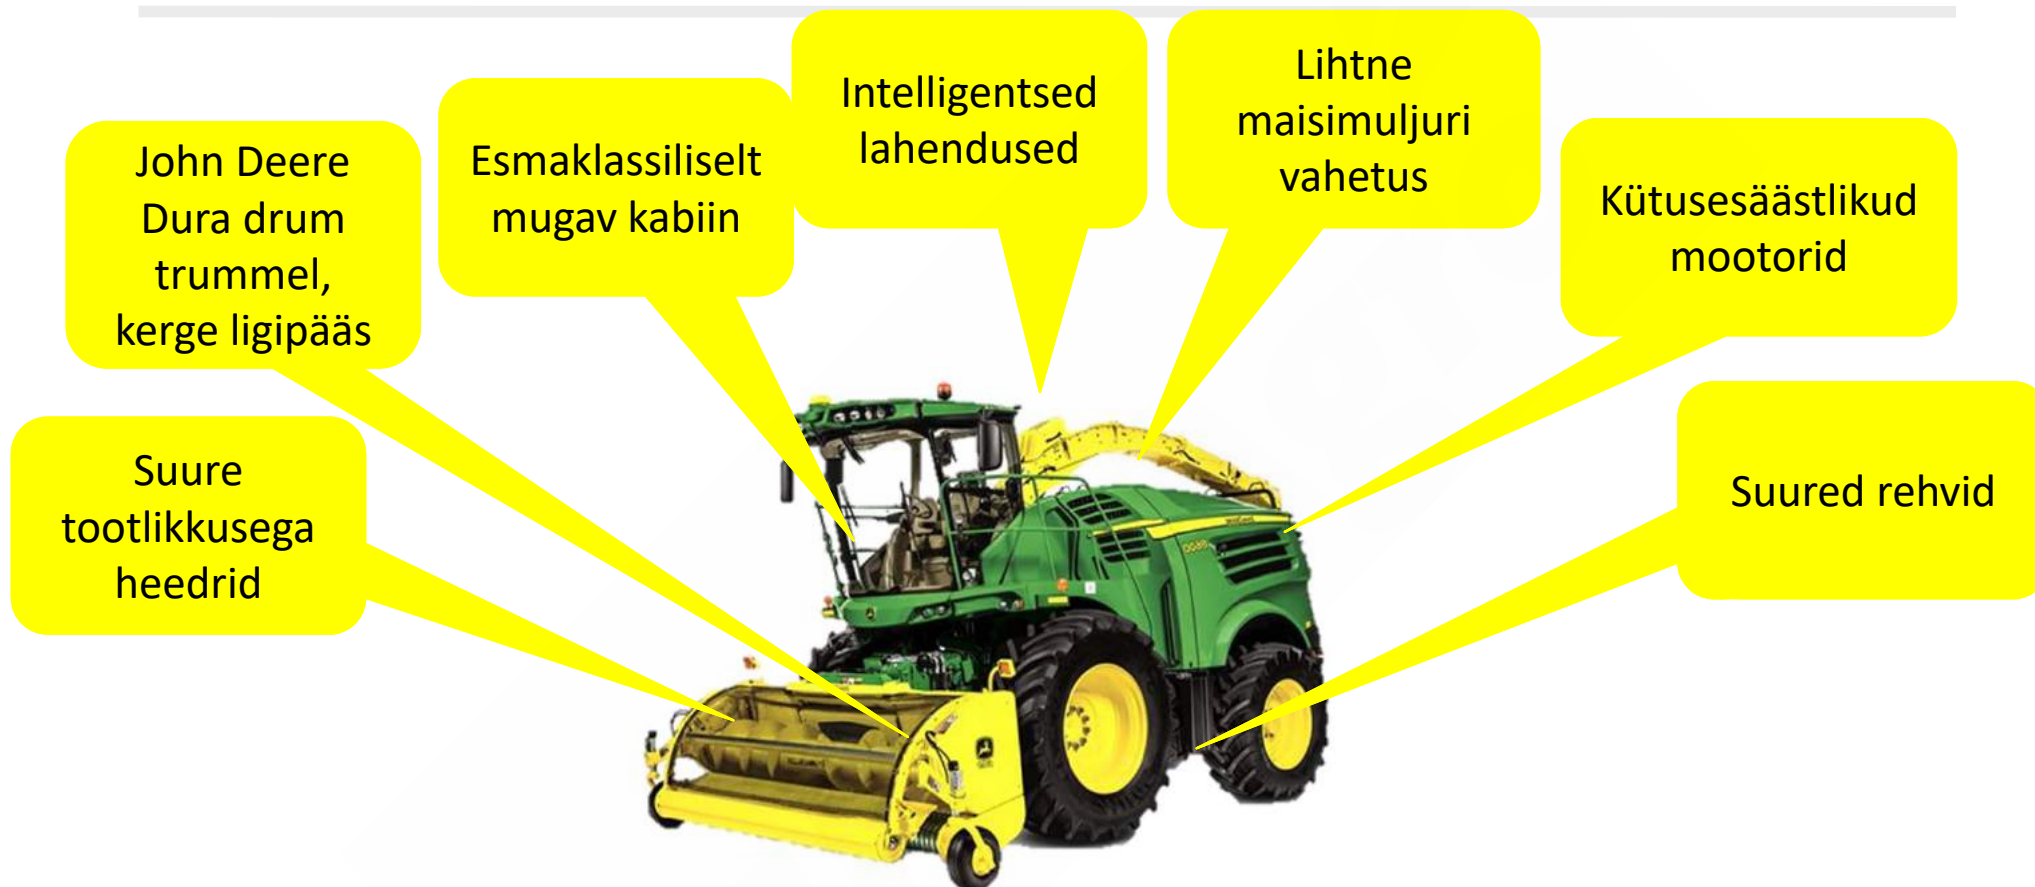 Suure
tootlikkusega
heedrid
John Deere
Dura drum
trummel,
kerge ligipääs
Esmaklassiliselt
mugav kabiin
Intelligentsed
lahendused
Lihtne
maisimuljuri
vahetus
Kütusesäästlikud
mootorid
Suured rehvid